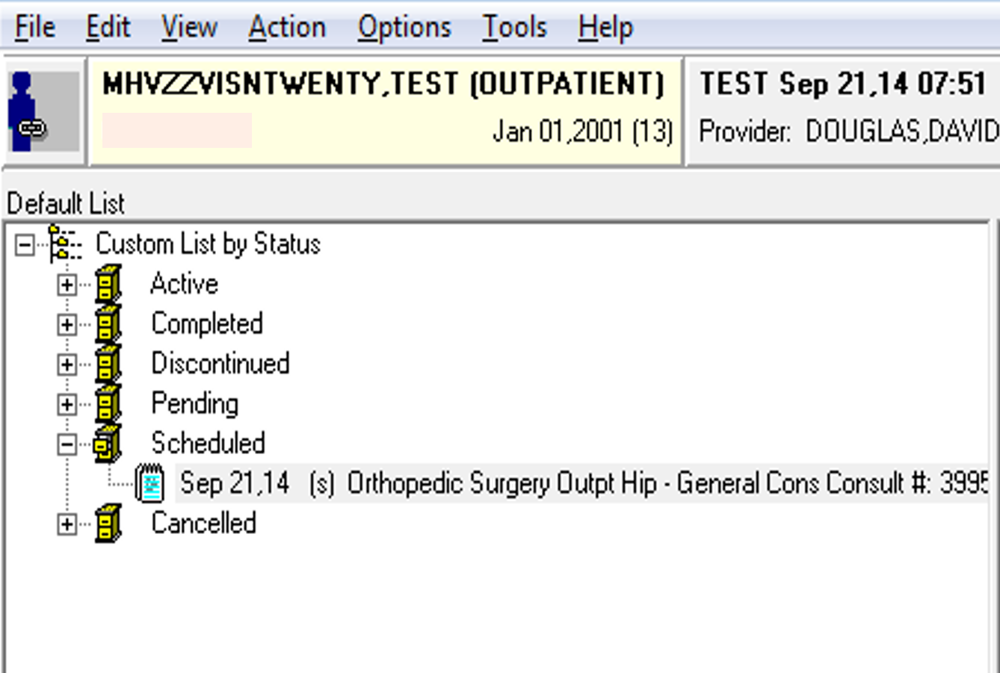 File Edit View Action Options Tools Help
MHVZZVISNTWENTY,TEST (OUTPATIENT)
Jan 01,2001 (13)
TEST Sep 21,14 07:51
Provider: DOUGLAS,DAVID
Default List
Custom List by Status
Active
Completed
Discontinued
Pending
Scheduled
Sep 21,14 (s) Orthopedic Surgery Outpt Hip - General Cons Consult #: 3995
Cancelled